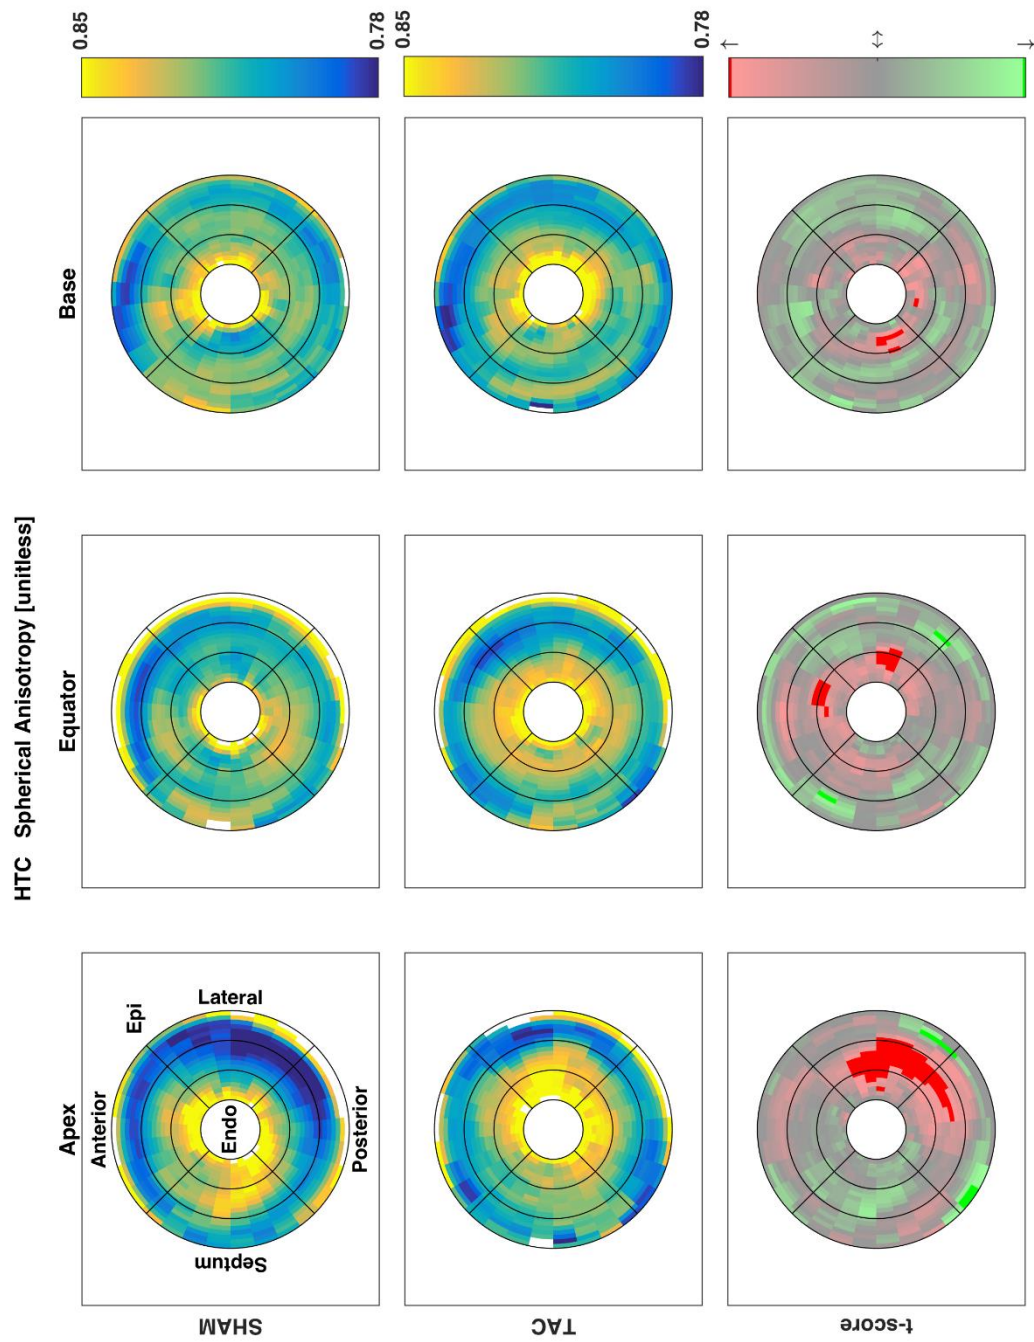 HTC Spherical Anisotropy [unitless]
Apex
Equator
Base
SHAM
Anterior
Epi
Septum
Endo
Lateral
Posterior
0.85
0.78
TAC
0.85
0.78
t-score
↑
↔
↓